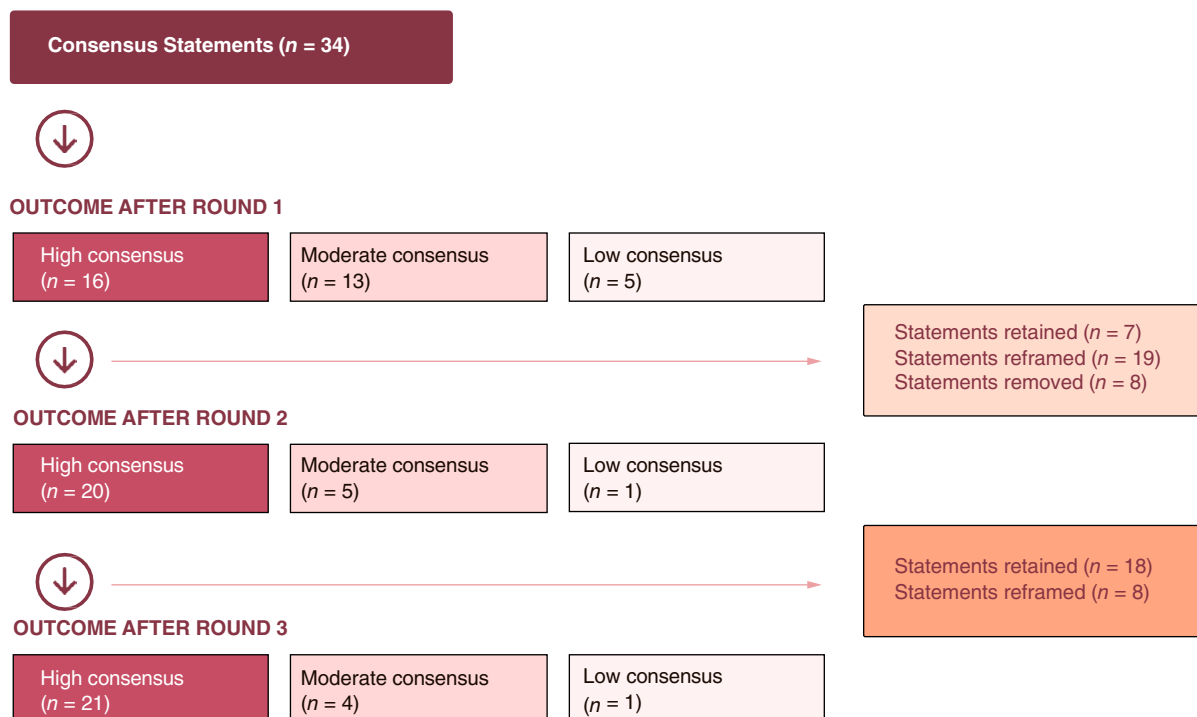 Consensus Statements (n = 34)
OUTCOME AFTER ROUND 1
High consensus
(n = 16)
Moderate consensus
(n = 13)
Low consensus
(n = 5)
Statements retained (n = 7)
Statements reframed (n = 19)
Statements removed (n = 8)
OUTCOME AFTER ROUND 2
High consensus
(n = 20)
Moderate consensus
(n = 5)
Low consensus
(n = 1)
Statements retained (n = 18)
Statements reframed (n = 8)
OUTCOME AFTER ROUND 3
High consensus
(n = 21)
Moderate consensus
(n = 4)
Low consensus
(n = 1)